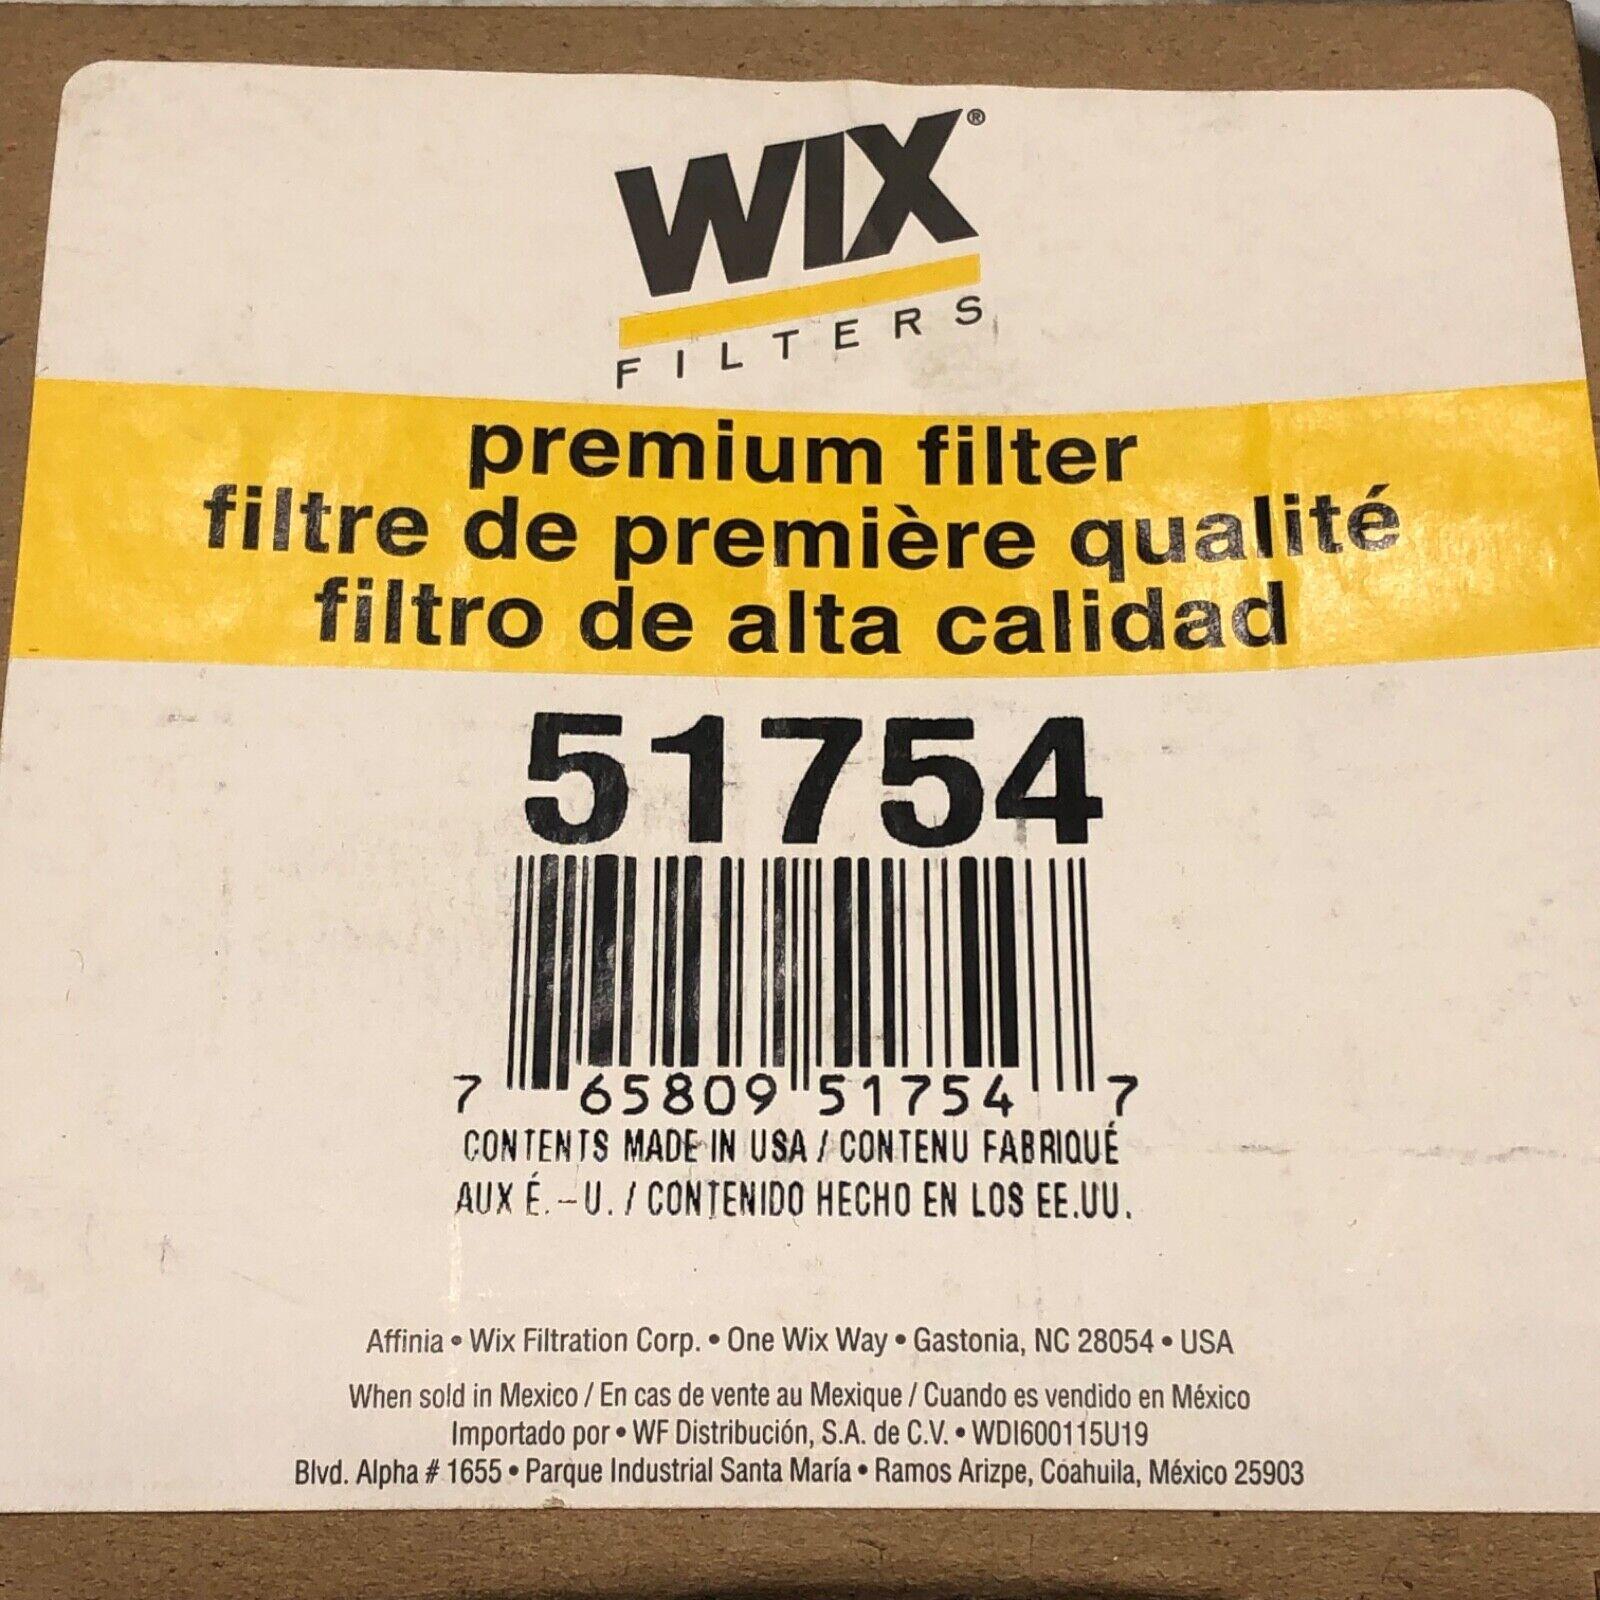 WIX®
FILTERS
premium filter
filtre de première qualité
filtro de alta calidad
51754
7 65809 51754 7
CONTENTS MADE IN USA / CONTENU FABRIQUÉ
AUX É.-U. / CONTENIDO HECHO EN LOS EE.UU.
Affinia • Wix Filtration Corp. • One Wix Way • Gastonia, NC 28054 • USA
When sold in Mexico / En cas de vente au Mexique / Cuando es vendido en México
Importado por • WF Distribución, S.A. de C.V. • WDI600115U19
Blvd. Alpha # 1655 • Parque Industrial Santa María • Ramos Arizpe, Coahuila, México 25903